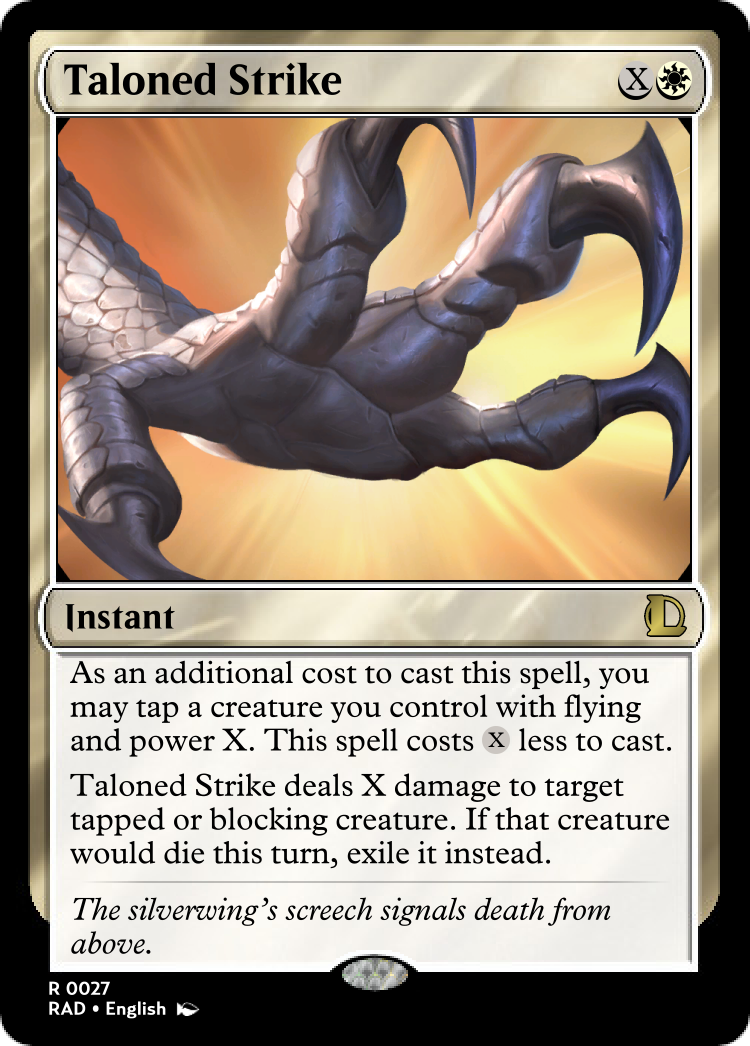 Taloned Strike X
Instant
As an additional cost to cast this spell, you
may tap a creature you control with flying
and power X. This spell costs X less to cast.
Taloned Strike deals X damage to target
tapped or blocking creature. If that creature
would die this turn, exile it instead.
The silverwing's screech signals death from
above.
R 0027
RAD • English